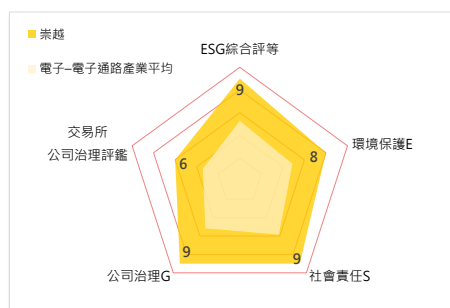 崇越
電子–電子通路產業平均
ESG綜合評等
9
環境保護E
8
社會責任S
9
公司治理G
9
交易所
公司治理評鑑
6